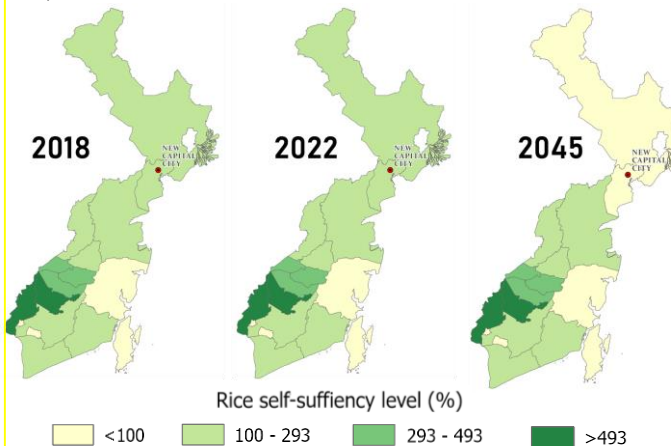 2018
NEW
CAPITAL
CITY
2022
NEW
CAPITAL
CITY
2045
NEW
CAPITAL
CITY
Rice self-suffiency level (%)
<100
100 - 293
293 - 493
>493